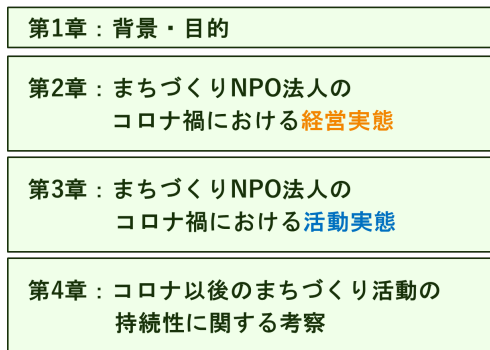 第1章：背景・目的
第2章：まちづくりNPO法人の
コロナ禍における経営実態
第3章：まちづくりNPO法人の
コロナ禍における活動実態
第4章：コロナ以後のまちづくり活動の
持続性に関する考察